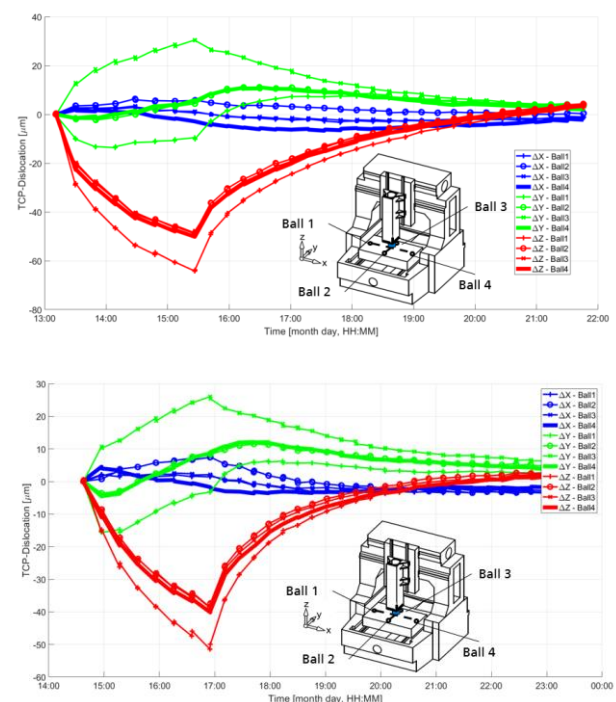 40
20
0
-20
-40
-60
-80
TCP-Dislocation [μm]
13:00 14:00 15:00 16:00 17:00 18:00 19:00 20:00 21:00 22:00
Time [month day, HH:MM]
ΔX - Ball1
ΔX - Ball2
ΔX - Ball3
ΔX - Ball4
ΔY - Ball1
ΔY - Ball2
ΔY - Ball3
ΔY - Ball4
ΔZ - Ball1
ΔZ - Ball2
ΔZ - Ball3
ΔZ - Ball4
Ball 1
Ball 3
Ball 2
Ball 4
z
y
x
30
20
10
0
-10
-20
-30
-40
-50
-60
TCP-Dislocation [μm]
14:00 15:00 16:00 17:00 18:00 19:00 20:00 21:00 22:00 23:00 00:00
Time [month day, HH:MM]
ΔX - Ball1
ΔX - Ball2
ΔX - Ball3
ΔX - Ball4
ΔY - Ball1
ΔY - Ball2
ΔY - Ball3
ΔY - Ball4
ΔZ - Ball1
ΔZ - Ball2
ΔZ - Ball3
ΔZ - Ball4
Ball 1
Ball 3
Ball 2
Ball 4
z
y
x